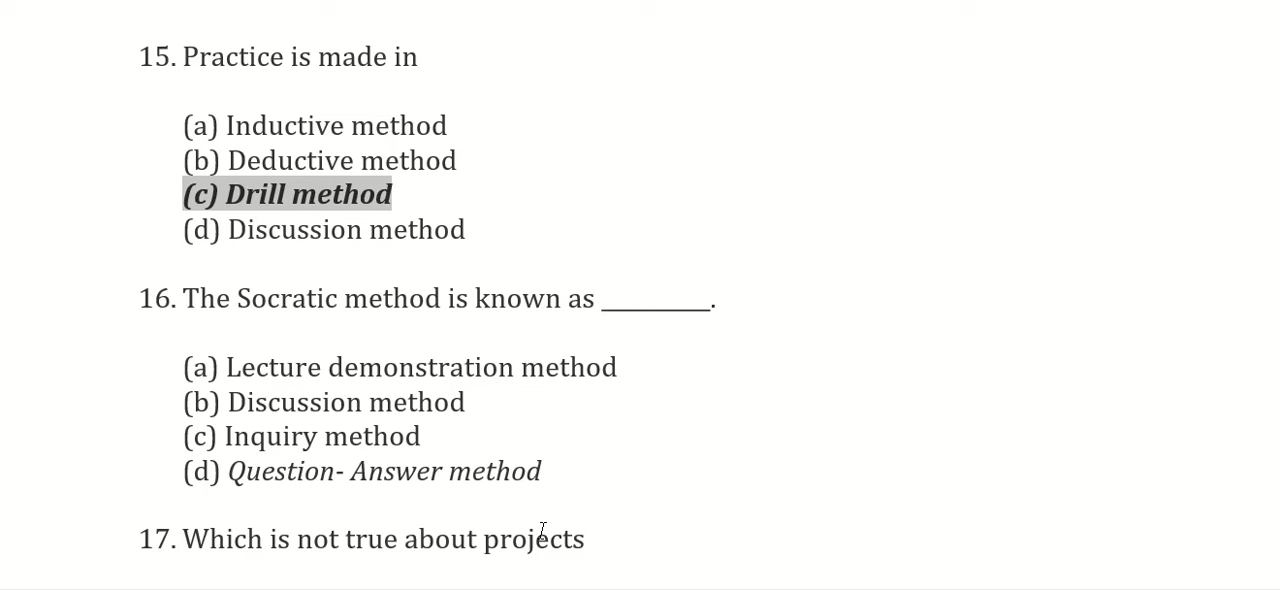 15. Practice is made in
(a) Inductive method
(b) Deductive method
(c) Drill method
(d) Discussion method
16. The Socratic method is known as _________.
(a) Lecture demonstration method
(b) Discussion method
(c) Inquiry method
(d) Question- Answer method
17. Which is not true about projects